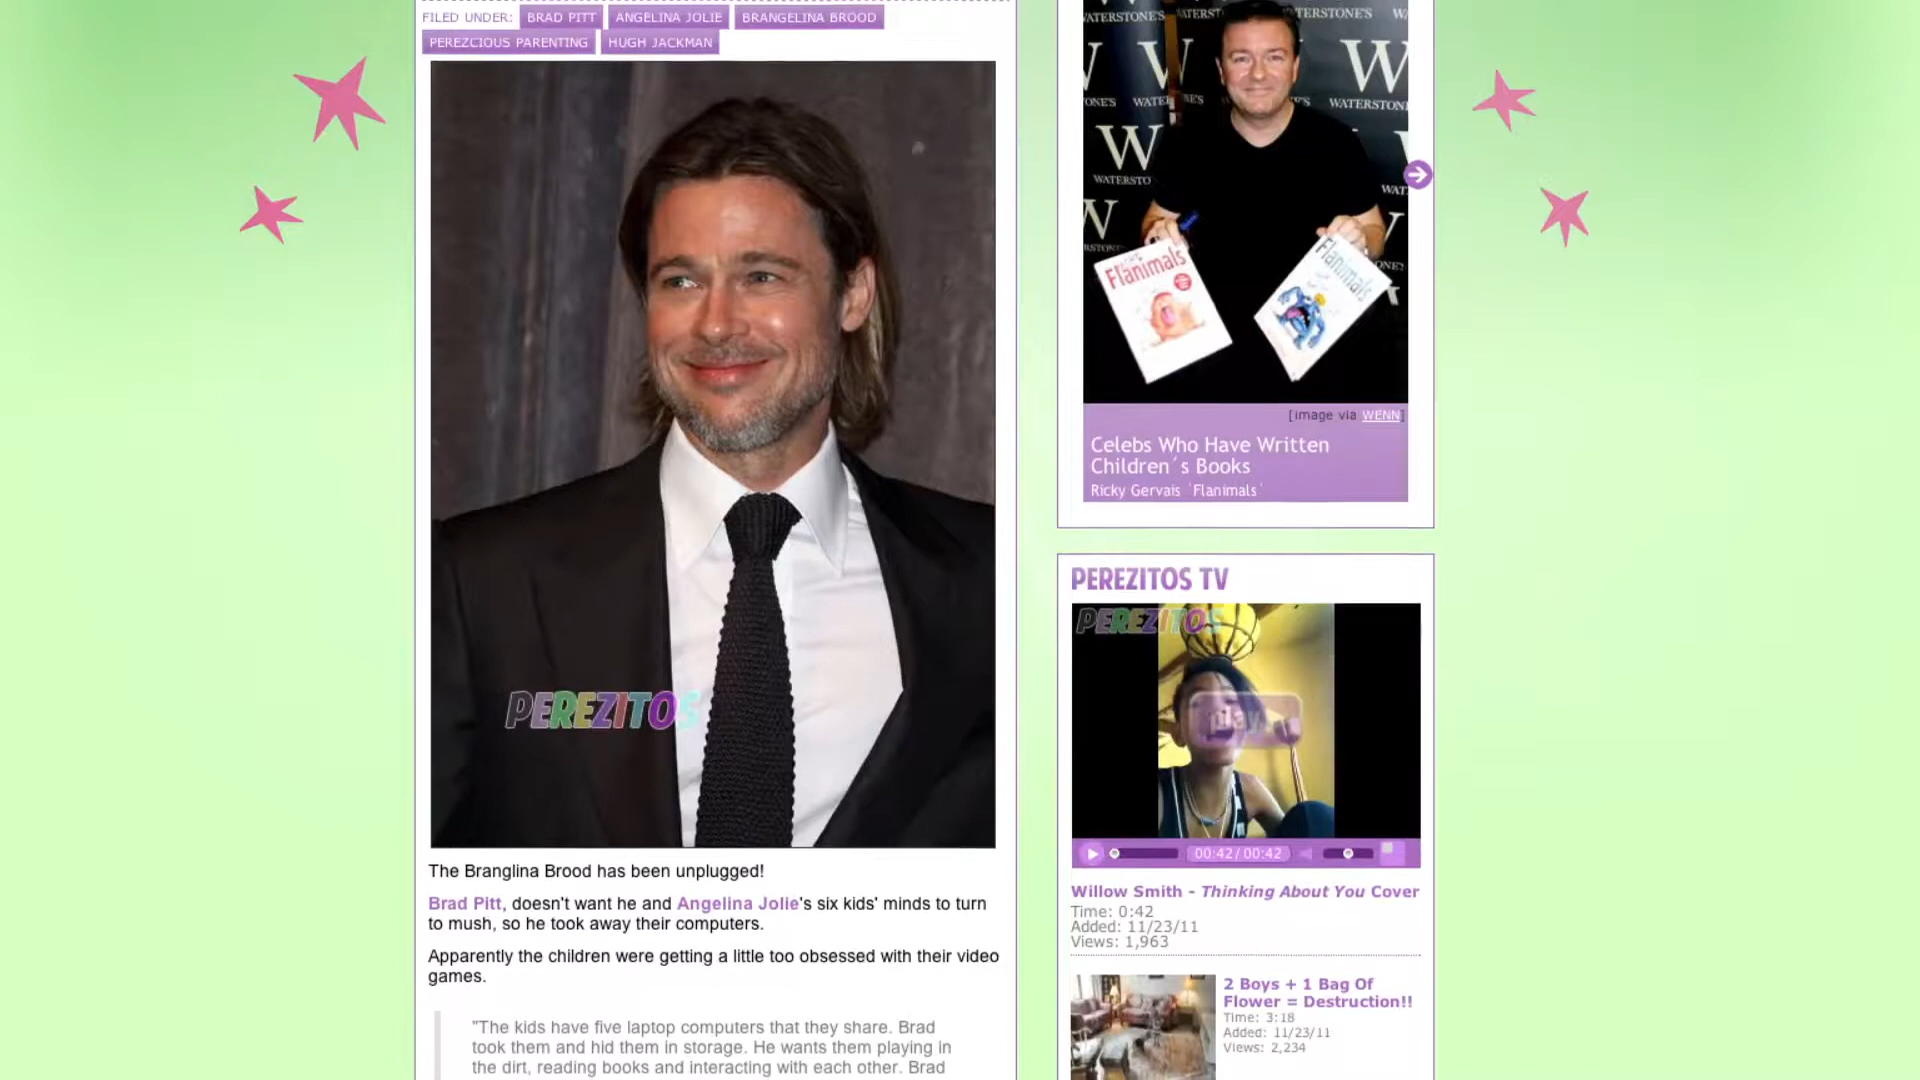 FILED UNDER: BRAD PITT ANGELINA JOLIE BRANGELINA BROOD
PEREZCIOUS PARENTING HUGH JACKMAN
PEREZITOS
The Branglina Brood has been unplugged!
Brad Pitt, doesn't want he and Angelina Jolie's six kids' minds to turn
to mush, so he took away their computers.
Apparently the children were getting a little too obsessed with their video
games.
"The kids have five laptop computers that they share. Brad
took them and hid them in storage. He wants them playing in
the dirt, reading books and interacting with each other. Brad
WATERSTONE'S
W
WATERSTONE'S
W
Flanimals
Flanimals
[image via WENN]
Celebs Who Have Written
Children´s Books
Ricky Gervais ´Flanimals´
PEREZITOS TV
PEREZITOS
play
00:42/00:42
Willow Smith - Thinking About You Cover
Time: 0:42
Added: 11/23/11
Views: 1,963
2 Boys + 1 Bag Of
Flower = Destruction!!
Time: 3:18
Added: 11/23/11
Views: 2,234